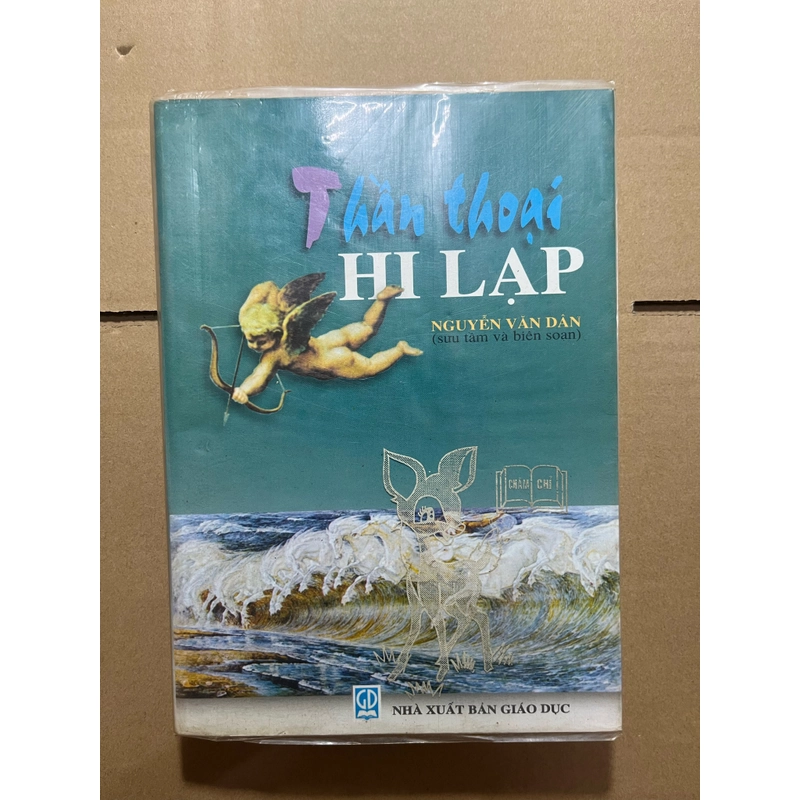 Thần thoại
HI LẠP
NGUYỄN VĂN DÂN
(sưu tầm và biên soạn)
CHĂM CHỈ
GD
NHÀ XUẤT BẢN GIÁO DỤC